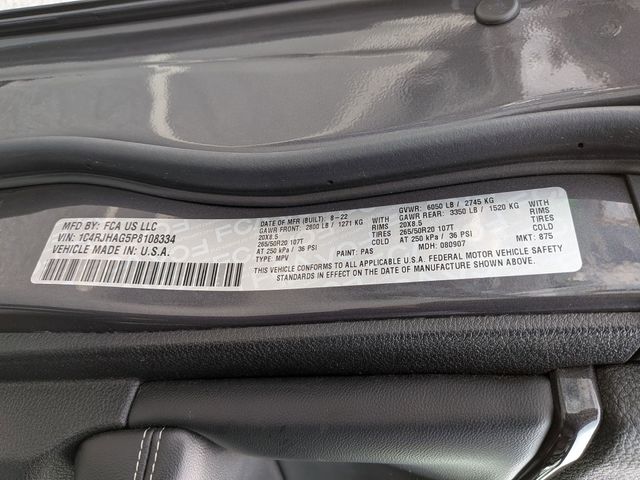 MFD BY: FCA US LLC
VIN: 1C4RJHAG5P8108334
VEHICLE MADE IN: U.S.A.
DATE OF MFR (BUILT): 8-22
GAWR FRONT: 2800 LB / 1271 KG WITH
20X8.5 RIMS
265/50R20 107T TIRES
AT 250 kPa / 36 PSI COLD
TYPE: MPV PAINT: PAS
GVWR: 6050 LB / 2745 KG
GAWR REAR: 3350 LB / 1520 KG WITH
20X8.5 RIMS
265/50R20 107T TIRES
AT 250 kPa / 36 PSI COLD
MDH: 080907 MKT: 875
THIS VEHICLE CONFORMS TO ALL APPLICABLE U.S.A. FEDERAL MOTOR VEHICLE SAFETY
STANDARDS IN EFFECT ON THE DATE OF MANUFACTURE SHOWN ABOVE.